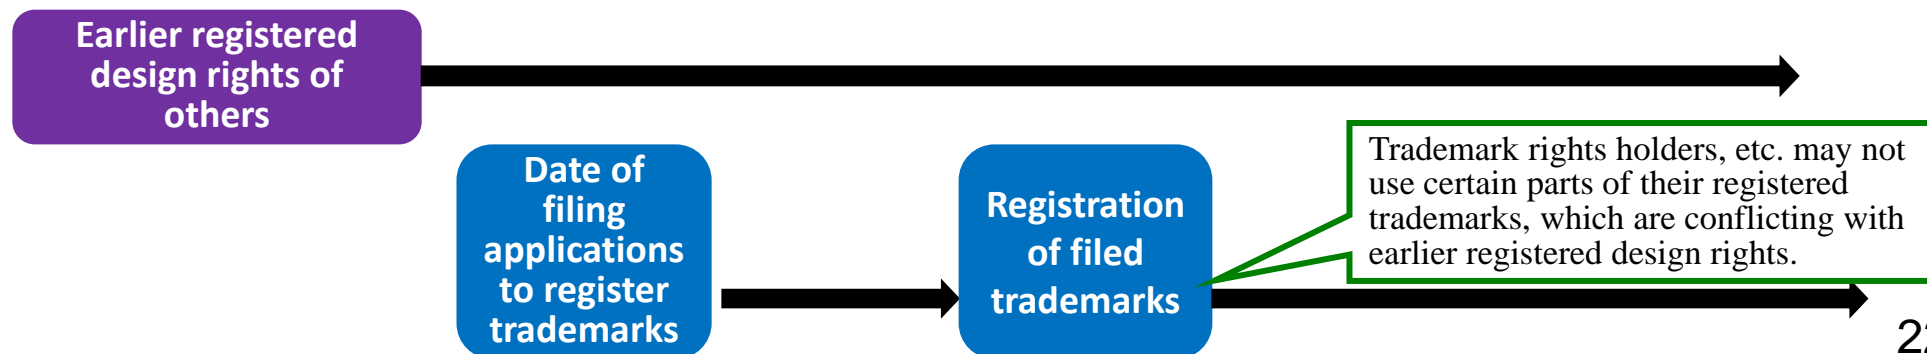 Earlier registered
design rights of
others
Date of
filing
applications
to register
trademarks
Registration
of filed
trademarks
Trademark rights holders, etc. may not
use certain parts of their registered
trademarks, which are conflicting with
earlier registered design rights.
22